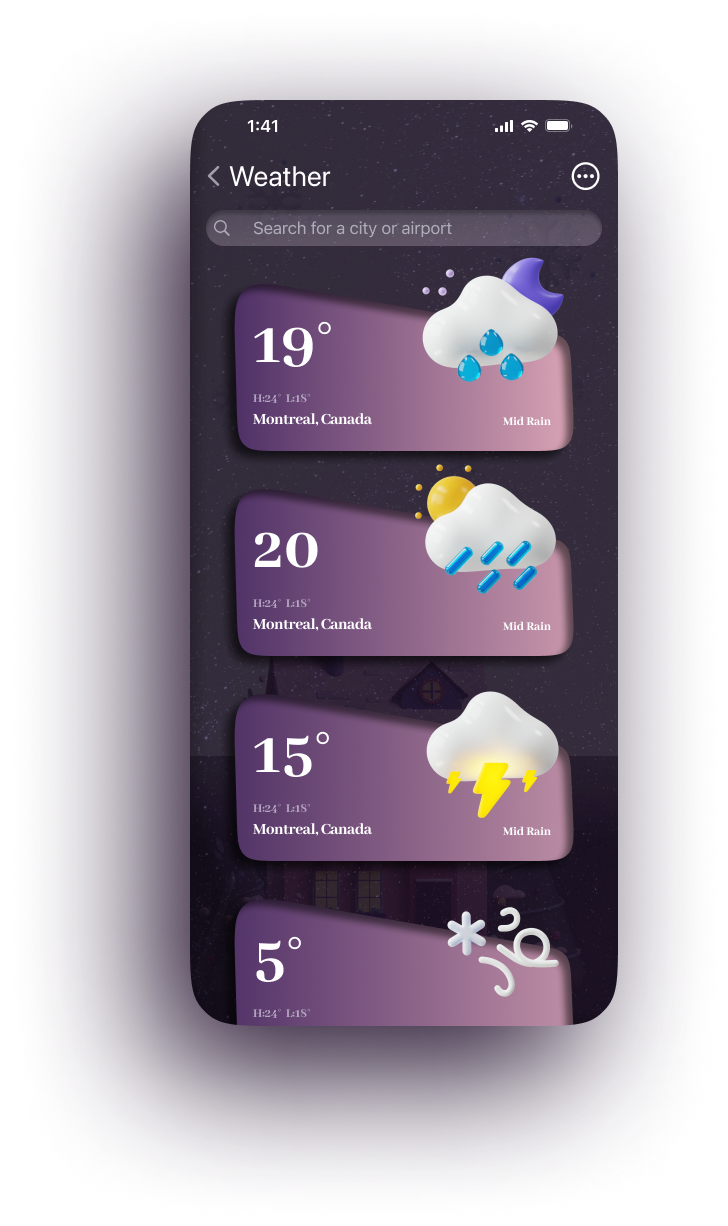 1:41
Weather
Search for a city or airport
19°
H:24° L:18°
Montreal, Canada
Mid Rain
20
H:24° L:18°
Montreal, Canada
Mid Rain
15°
H:24° L:18°
Montreal, Canada
Mid Rain
5°
H:24° L:18°